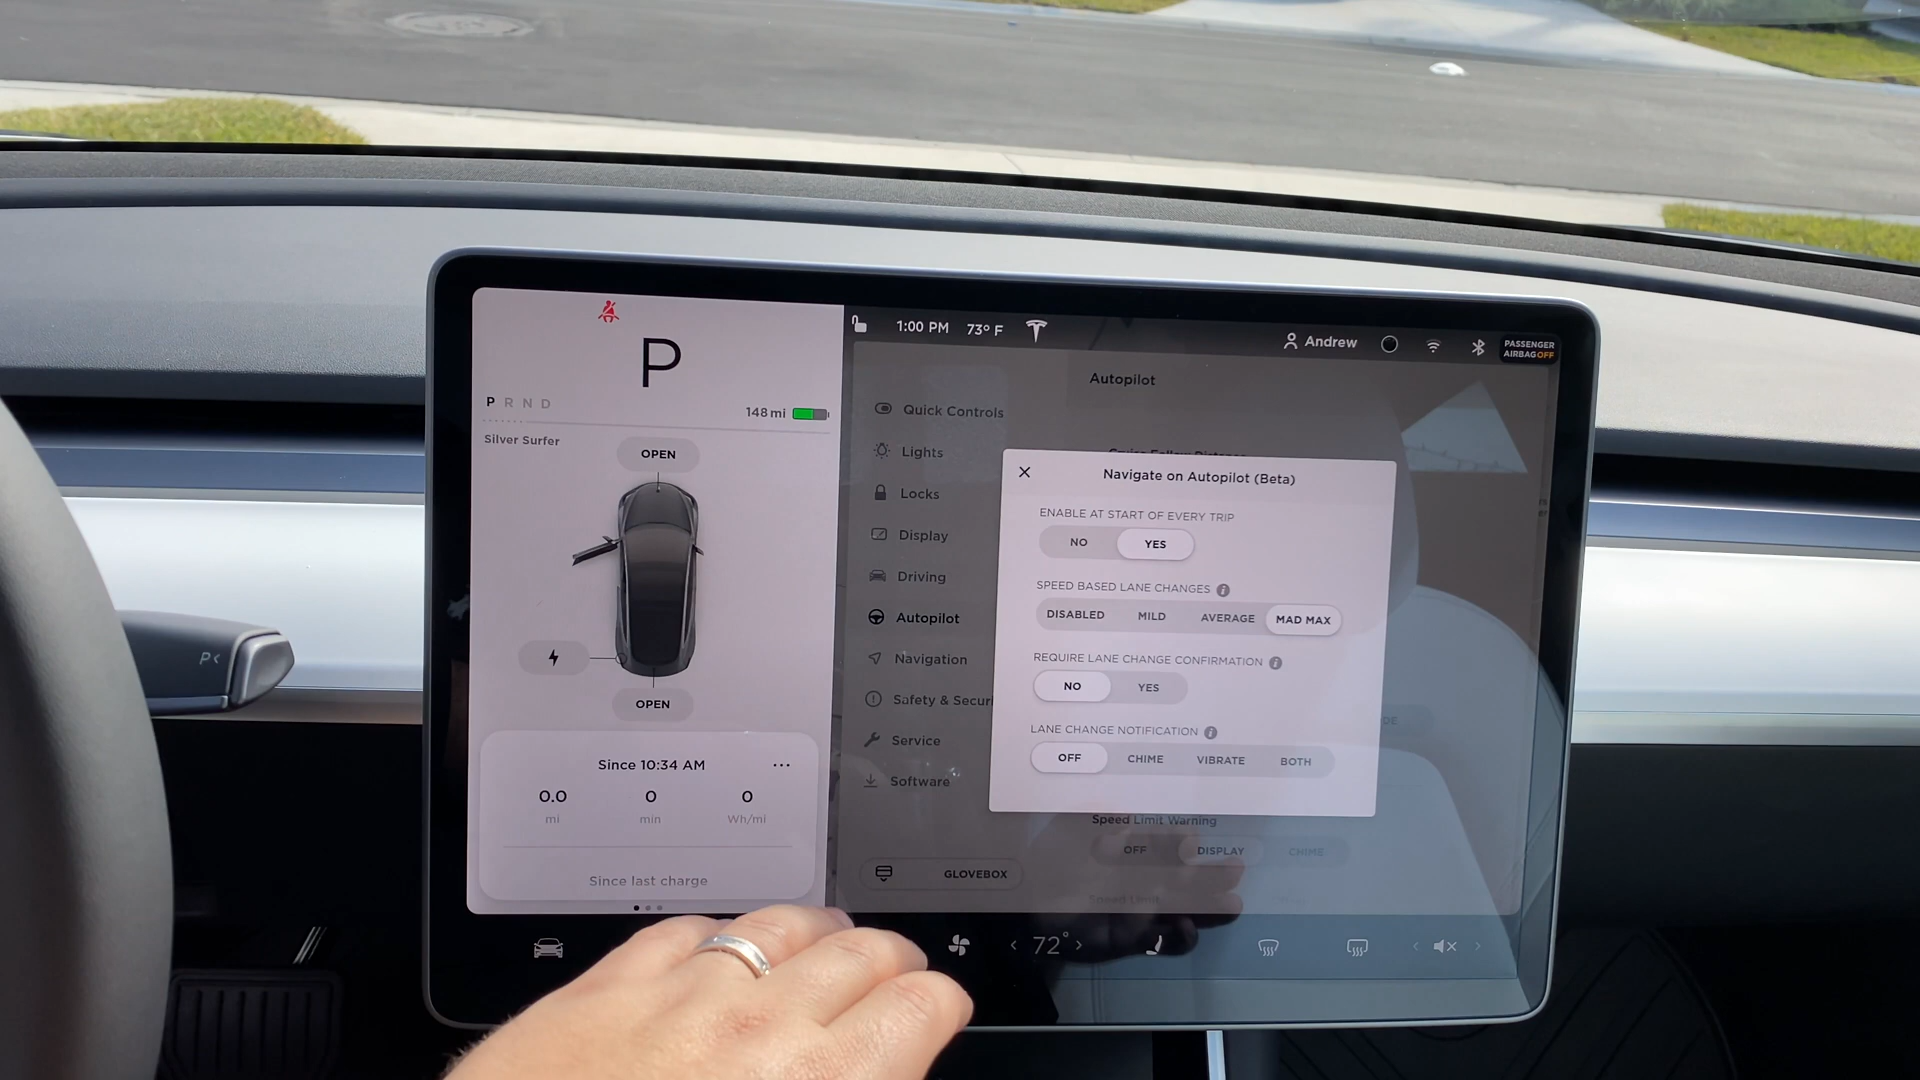 P
P R N D
148 mi
Silver Surfer
OPEN
OPEN
Since 10:34 AM
...
0.0
0
0
mi
min
Wh/mi
Since last charge
1:00 PM 73° F
Andrew
PASSENGER
AIRBAG OFF
Autopilot
Quick Controls
Lights
Locks
Display
Driving
Autopilot
Navigation
Safety & Securi
Service
Software
GLOVEBOX
Cruise Follow Distance
Navigate on Autopilot (Beta)
ENABLE AT START OF EVERY TRIP
NO YES
SPEED BASED LANE CHANGES
DISABLED MILD AVERAGE MAD MAX
REQUIRE LANE CHANGE CONFIRMATION
NO YES
LANE CHANGE NOTIFICATION
OFF CHIME VIBRATE BOTH
DE
Speed Limit Warning
OFF DISPLAY CHIME
Speed Limit
< 72° >
P<